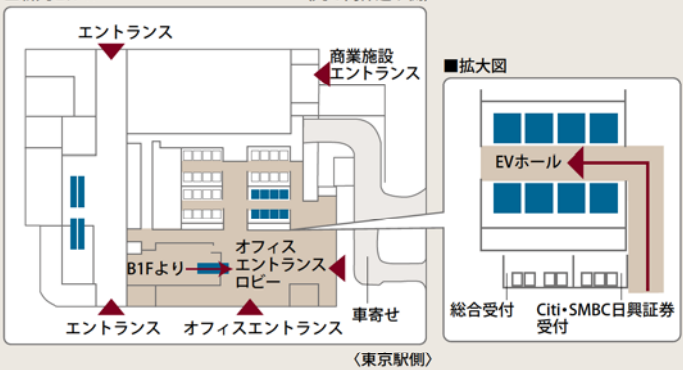 エントランス
商業施設
エントランス
■拡大図
EVホール
オフィス
エントランス
ロビー
B1Fより
車寄せ
エントランス
オフィスエントランス
総合受付
Citi・SMBC日興証券
受付
〈東京駅側〉